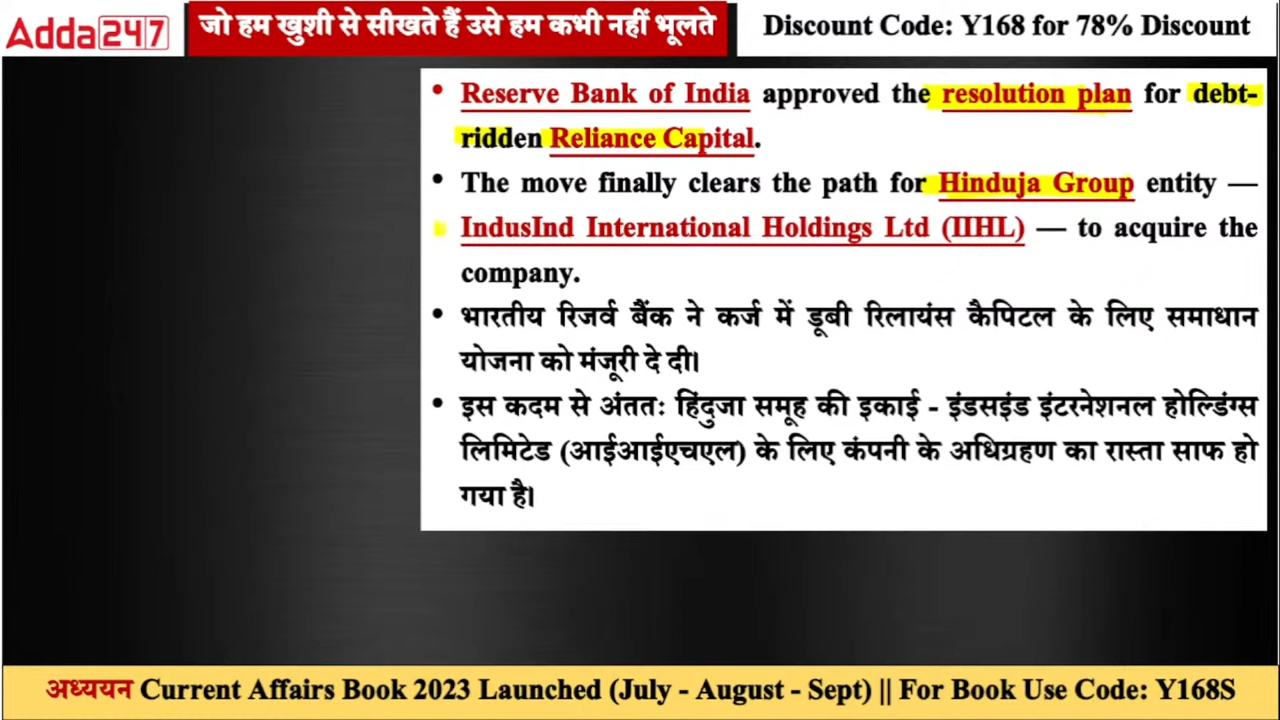 Adda247
जो हम खुशी से सीखते हैं उसे हम कभी नहीं भूलते
Discount Code: Y168 for 78% Discount
• Reserve Bank of India approved the resolution plan for debt-
ridden Reliance Capital.
• The move finally clears the path for Hinduja Group entity —
IndusInd International Holdings Ltd (IIHL) — to acquire the
company.
• भारतीय रिजर्व बैंक ने कर्ज में डूबी रिलायंस कैपिटल के लिए समाधान
योजना को मंजूरी दे दी।
• इस कदम से अंततः हिंदुजा समूह की इकाई - इंडसइंड इंटरनेशनल होल्डिंग्स
लिमिटेड (आईआईएचएल) के लिए कंपनी के अधिग्रहण का रास्ता साफ हो
गया है।
अध्ययन Current Affairs Book 2023 Launched (July - August - Sept) || For Book Use Code: Y168S